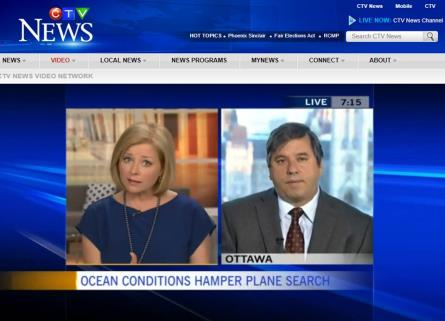 CTV News Mobile CTV
CTV
NEWS
LIVE NOW: CTV News Channel
HOT TOPICS • Phoenix Sinclair • Fair Elections Act • RCMP
Search CTV News
NEWS VIDEO LOCAL NEWS NEWS PROGRAMS MYNEWS CONNECT ABOUT
CTV NEWS VIDEO NETWORK
LIVE 7:15
OTTAWA
OCEAN CONDITIONS HAMPER PLANE SEARCH